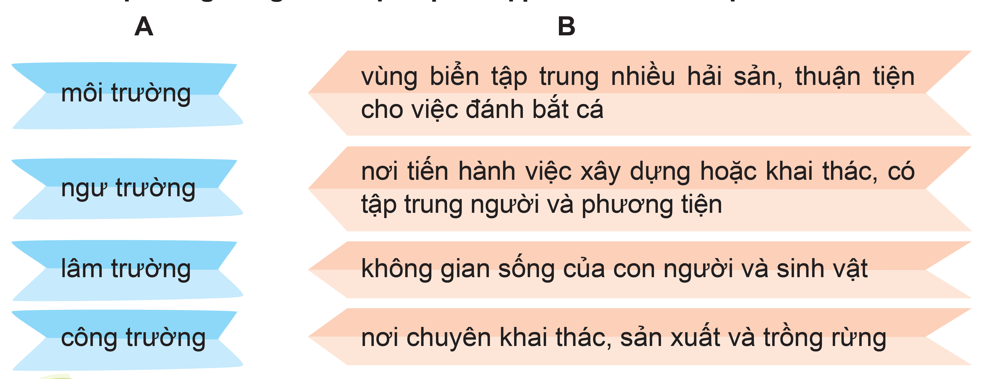 A
B
môi trường
vùng biển tập trung nhiều hải sản, thuận tiện
cho việc đánh bắt cá
ngư trường
nơi tiến hành việc xây dựng hoặc khai thác, có
tập trung người và phương tiện
lâm trường
không gian sống của con người và sinh vật
công trường
nơi chuyên khai thác, sản xuất và trồng rừng